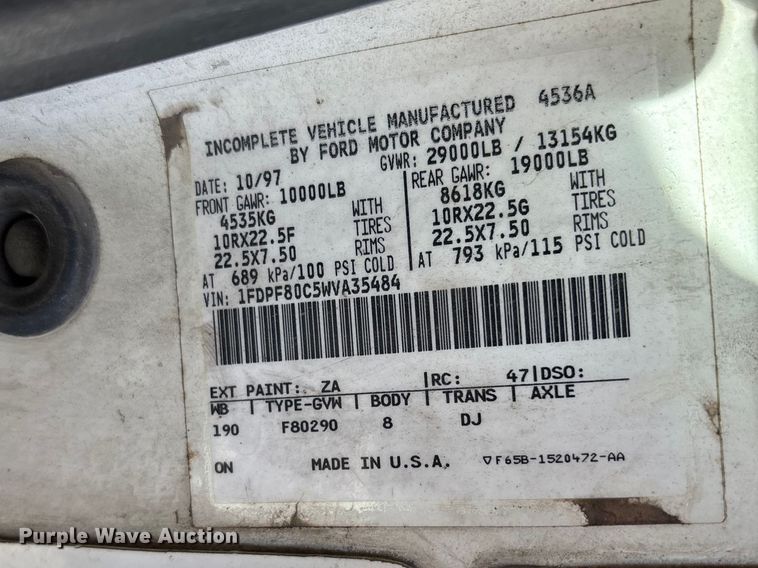 INCOMPLETE VEHICLE MANUFACTURED 4536A
BY FORD MOTOR COMPANY
DATE: 10/97 GVWR: 29000LB / 13154KG
FRONT GAWR: 10000LB REAR GAWR: 19000LB
4535KG WITH 8618KG WITH
10RX22.5F TIRES 10RX22.5G TIRES
22.5X7.50 RIMS 22.5X7.50 RIMS
AT 689 kPa/100 PSI COLD AT 793 kPa/115 PSI COLD
VIN: 1FDPF80C5WVA35484
EXT PAINT: ZA RC: 47 DSO:
WB TYPE-GVW BODY TRANS AXLE
190 F80290 8 DJ
ON MADE IN U.S.A. ▽F65B-1520472-AA
Purple Wave Auction